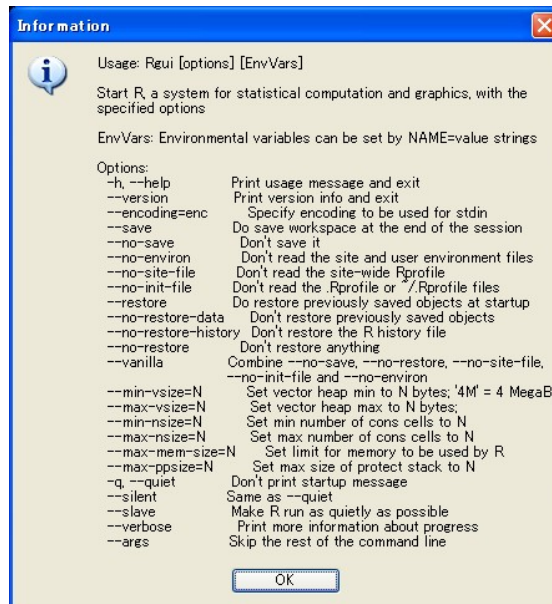 Information
Usage: Rgui [options] [EnvVars]
Start R, a system for statistical computation and graphics, with the
specified options
EnvVars: Environmental variables can be set by NAME=value strings
Options:
-h, --help Print usage message and exit
--version Print version info and exit
--encoding=enc Specify encoding to be used for stdin
--save Do save workspace at the end of the session
--no-save Don't save it
--no-environ Don't read the site and user environment files
--no-site-file Don't read the site-wide Rprofile
--no-init-file Don't read the .Rprofile or ~/.Rprofile files
--restore Do restore previously saved objects at startup
--no-restore-data Don't restore previously saved objects
--no-restore-history Don't restore the R history file
--no-restore Don't restore anything
--vanilla Combine --no-save, --no-restore, --no-site-file,
--no-init-file and --no-environ
--min-vsize=N Set vector heap min to N bytes; '4M' = 4 MegaB
--max-vsize=N Set vector heap max to N bytes;
--min-nsize=N Set min number of cons cells to N
--max-nsize=N Set max number of cons cells to N
--max-mem-size=N Set limit for memory to be used by R
--max-ppsize=N Set max size of protect stack to N
-q, --quiet Don't print startup message
--silent Same as --quiet
--slave Make R run as quietly as possible
--verbose Print more information about progress
--args Skip the rest of the command line
OK